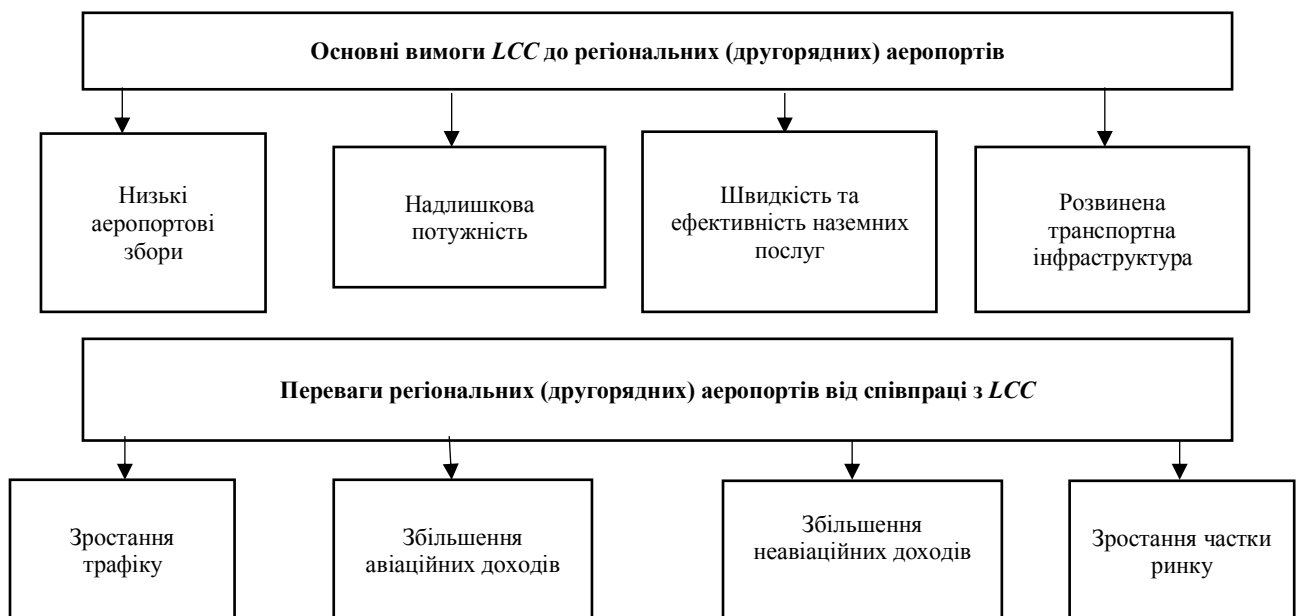 Основні вимоги LCC до регіональних (другорядних) аеропортів
Низькі
аеропортові
збори
Надлишкова
потужність
Швидкість та
ефективність наземних
послуг
Розвинена
транспортна
інфраструктура
Переваги регіональних (другорядних) аеропортів від співпраці з LCC
Зростання
трафіку
Збільшення
авіаційних доходів
Збільшення
неавіаційних доходів
Зростання частки
ринку